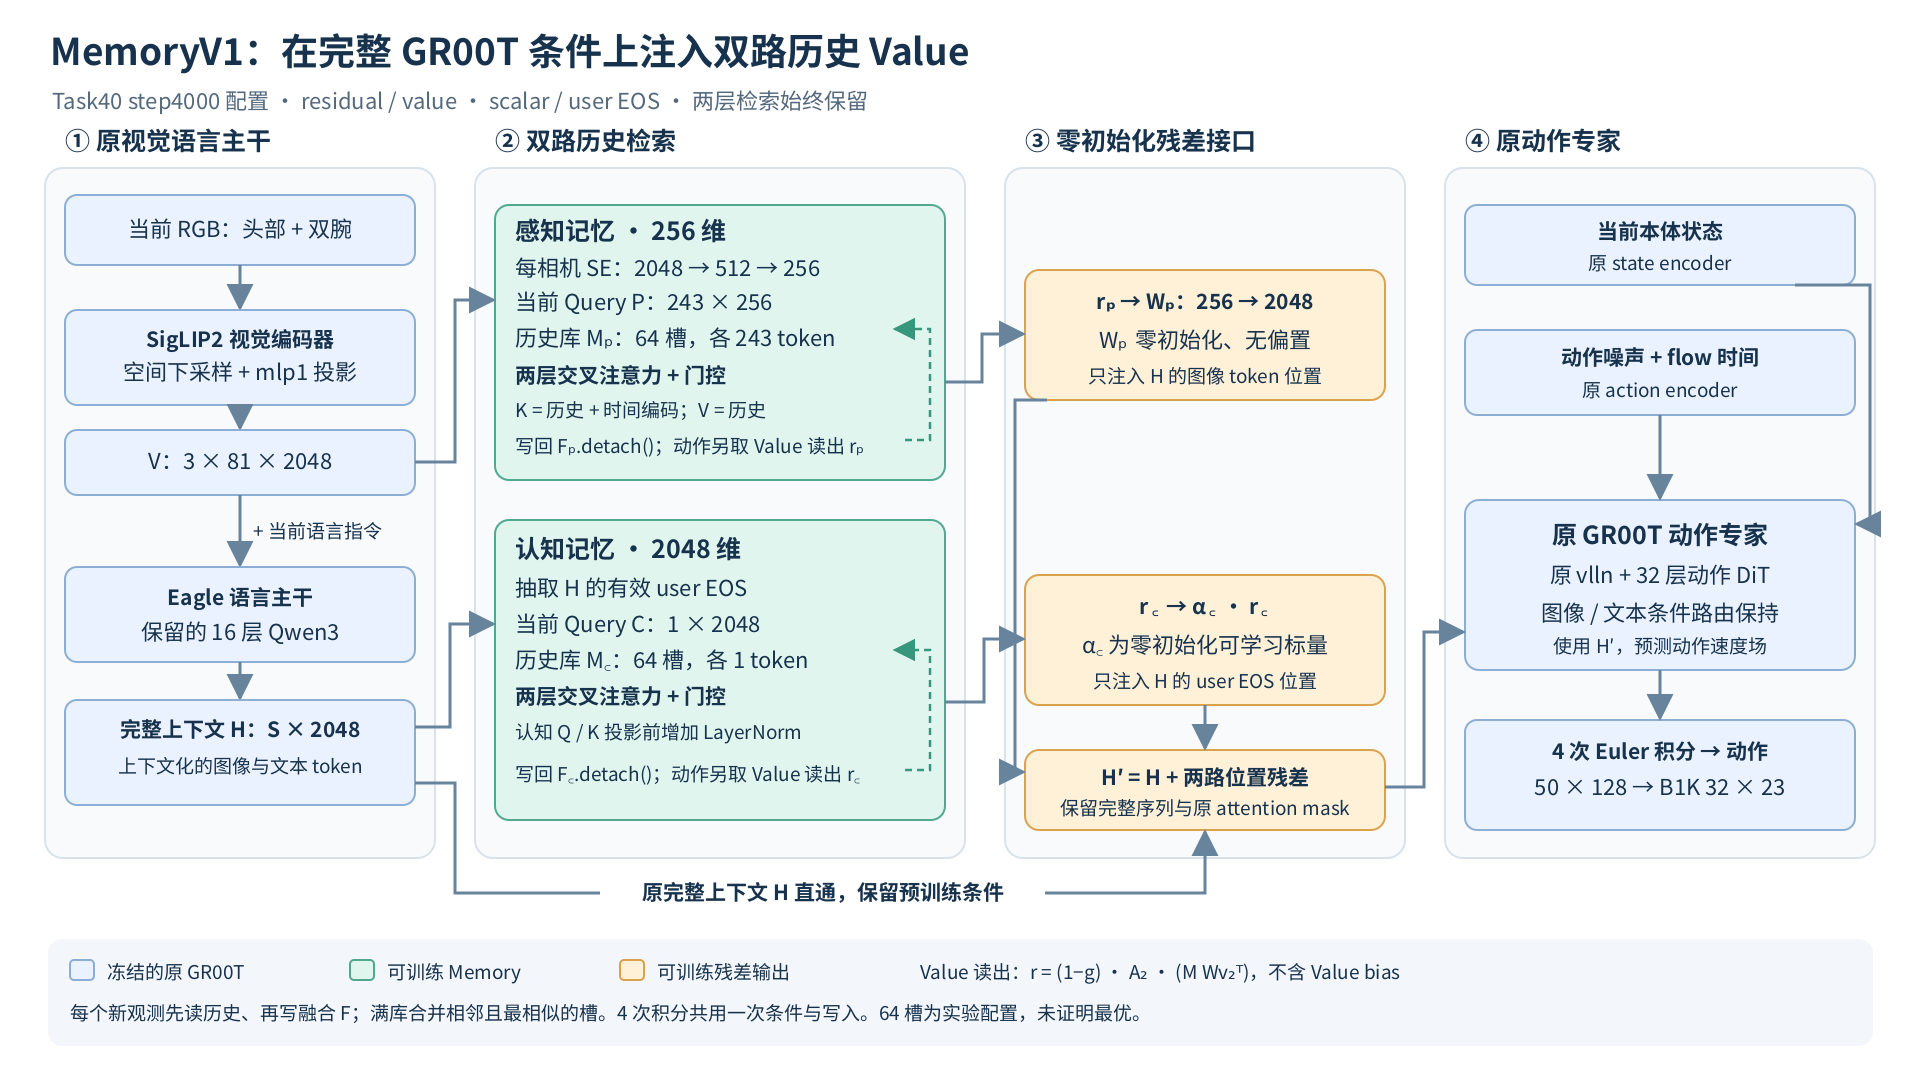 MemoryV1：在完整 GR00T 条件上注入双路历史 Value
Task40 step4000 配置 · residual / value · scalar / user EOS · 两层检索始终保留
① 原视觉语言主干
当前 RGB：头部 + 双腕
SigLIP2 视觉编码器
空间下采样 + mlp1 投影
V：3 × 81 × 2048
+ 当前语言指令
Eagle 语言主干
保留的 16 层 Qwen3
完整上下文 H：S × 2048
上下文化的图像与文本 token
② 双路历史检索
感知记忆 · 256 维
每相机 SE：2048 → 512 → 256
当前 Query P：243 × 256
历史库 Mₚ：64 槽，各 243 token
两层交叉注意力 + 门控
K = 历史 + 时间编码；V = 历史
写回 Fₚ.detach()；动作另取 Value 读出 rₚ
认知记忆 · 2048 维
抽取 H 的有效 user EOS
当前 Query C：1 × 2048
历史库 M꜀：64 槽，各 1 token
两层交叉注意力 + 门控
认知 Q / K 投影前增加 LayerNorm
写回 F꜀.detach()；动作另取 Value 读出 r꜀
③ 零初始化残差接口
rₚ → Wₚ：256 → 2048
Wₚ 零初始化、无偏置
只注入 H 的图像 token 位置
r꜀ → α꜀ · r꜀
α꜀ 为零初始化可学习标量
只注入 H 的 user EOS 位置
H′ = H + 两路位置残差
保留完整序列与原 attention mask
④ 原动作专家
当前本体状态
原 state encoder
动作噪声 + flow 时间
原 action encoder
原 GR00T 动作专家
原 vlln + 32 层动作 DiT
图像 / 文本条件路由保持
使用 H′，预测动作速度场
4 次 Euler 积分 → 动作
50 × 128 → B1K 32 × 23
原完整上下文 H 直通，保留预训练条件
冻结的原 GR00T
可训练 Memory
可训练残差输出
Value 读出：r = (1−g) · A₂ · (M Wv₂ᵀ)，不含 Value bias
每个新观测先读历史、再写融合 F；满库合并相邻且最相似的槽。4 次积分共用一次条件与写入。64 槽为实验配置，未证明最优。